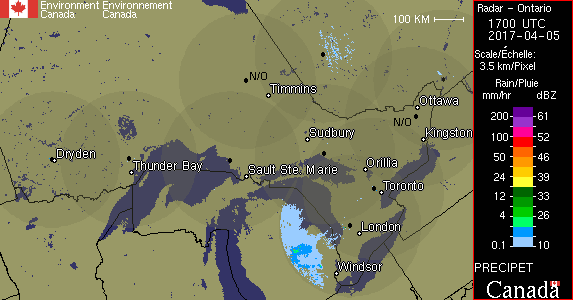 Environment Environnement
Canada Canada
100 KM
N/O
Timmins
Ottawa
N/O
Sudbury
Kingston
Dryden
Thunder Bay
Sault Ste. Marie
Orillia
Toronto
London
Windsor
Radar - Ontario
1700 UTC
2017-04-05
Scale/Échelle:
3.5 km/Pixel
Rain/Pluie
mm/hr dBZ
200 61
100 52
50 46
24 39
12 33
4 26
0.1 10
PRECIPET
Canada